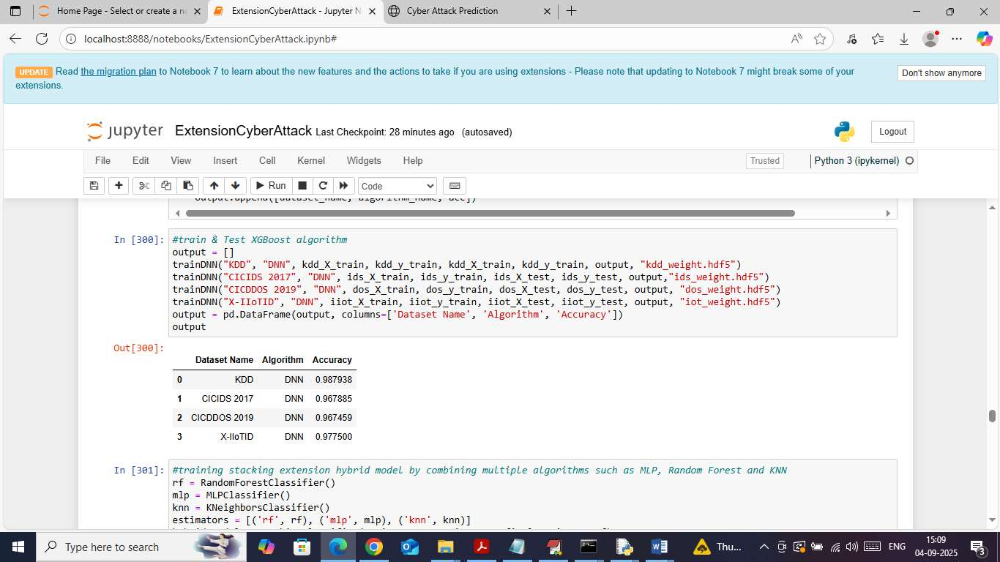 Home Page - Select or create a n
ExtensionCyberAttack - Jupyter N
Cyber Attack Prediction
localhost:8888/notebooks/ExtensionCyberAttack.ipynb#
UPDATE Read the migration plan to Notebook 7 to learn about the new features and the actions to take if you are using extensions - Please note that updating to Notebook 7 might break some of your
extensions.
Don't show anymore
jupyter ExtensionCyberAttack Last Checkpoint: 28 minutes ago (autosaved)
Logout
File Edit View Insert Cell Kernel Widgets Help
Trusted
Python 3 (ipykernel)
Run
Code
output.append([dataset_name, algorithm_name, acc])
In [300]: #train & Test XGBoost algorithm
output = []
trainDNN("KDD", "DNN", kdd_X_train, kdd_y_train, kdd_X_train, kdd_y_train, output, "kdd_weight.hdf5")
trainDNN("CICIDS 2017", "DNN", ids_X_train, ids_y_train, ids_X_test, ids_y_test, output,"ids_weight.hdf5")
trainDNN("CICDDOS 2019", "DNN", dos_X_train, dos_y_train, dos_X_test, dos_y_test, output, "dos_weight.hdf5")
trainDNN("X-IIoTID", "DNN", iiot_X_train, iiot_y_train, iiot_X_test, iiot_y_test, output, "iot_weight.hdf5")
output = pd.DataFrame(output, columns=['Dataset Name', 'Algorithm', 'Accuracy'])
output
Out[300]:
Dataset Name Algorithm Accuracy
0 KDD DNN 0.987938
1 CICIDS 2017 DNN 0.967885
2 CICDDOS 2019 DNN 0.967459
3 X-IIoTID DNN 0.977500
In [301]: #training stacking extension hybrid model by combining multiple algorithms such as MLP, Random Forest and KNN
rf = RandomForestClassifier()
mlp = MLPClassifier()
knn = KNeighborsClassifier()
estimators = [('rf', rf), ('mlp', mlp), ('knn', knn)]
Type here to search
Thu...
ENG
15:09
04-09-2025
3